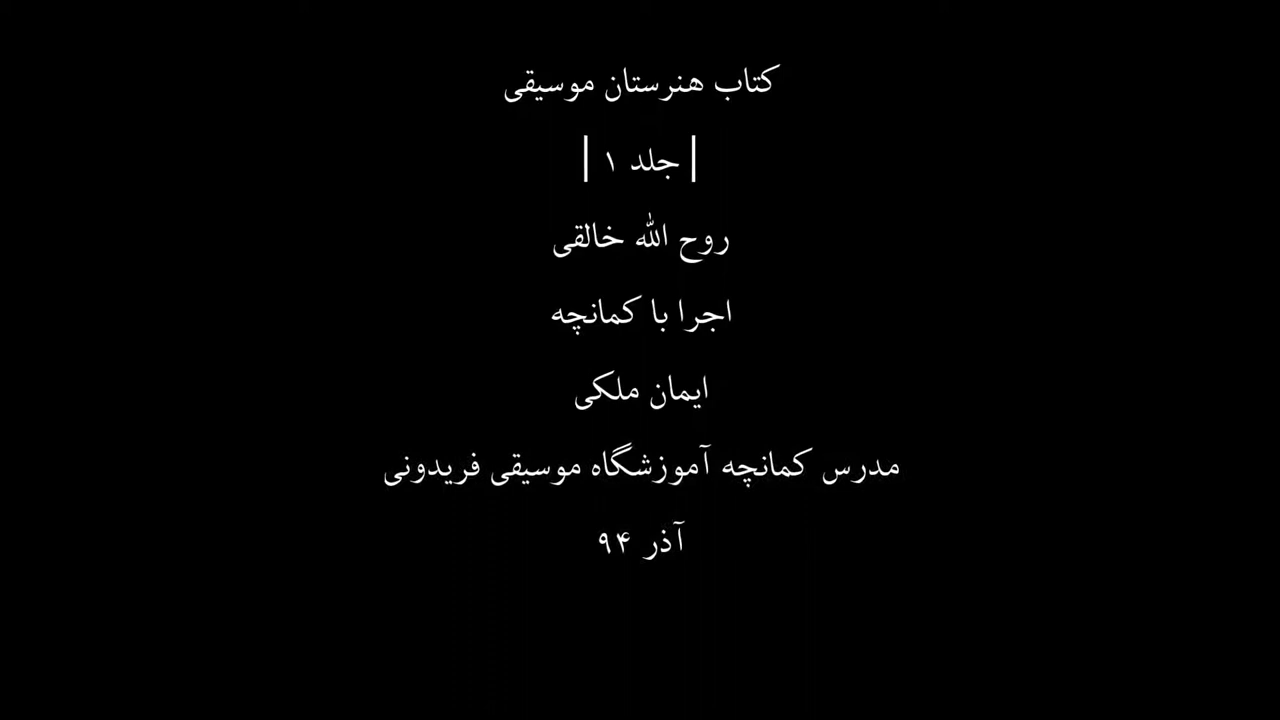 کتاب هنرستان موسیقی
| جلد ۱ |
روح الله خالقی
اجرا با کمانچه
ایمان ملکی
مدرس کمانچه آموزشگاه موسیقی فریدونی
آذر ۹۴